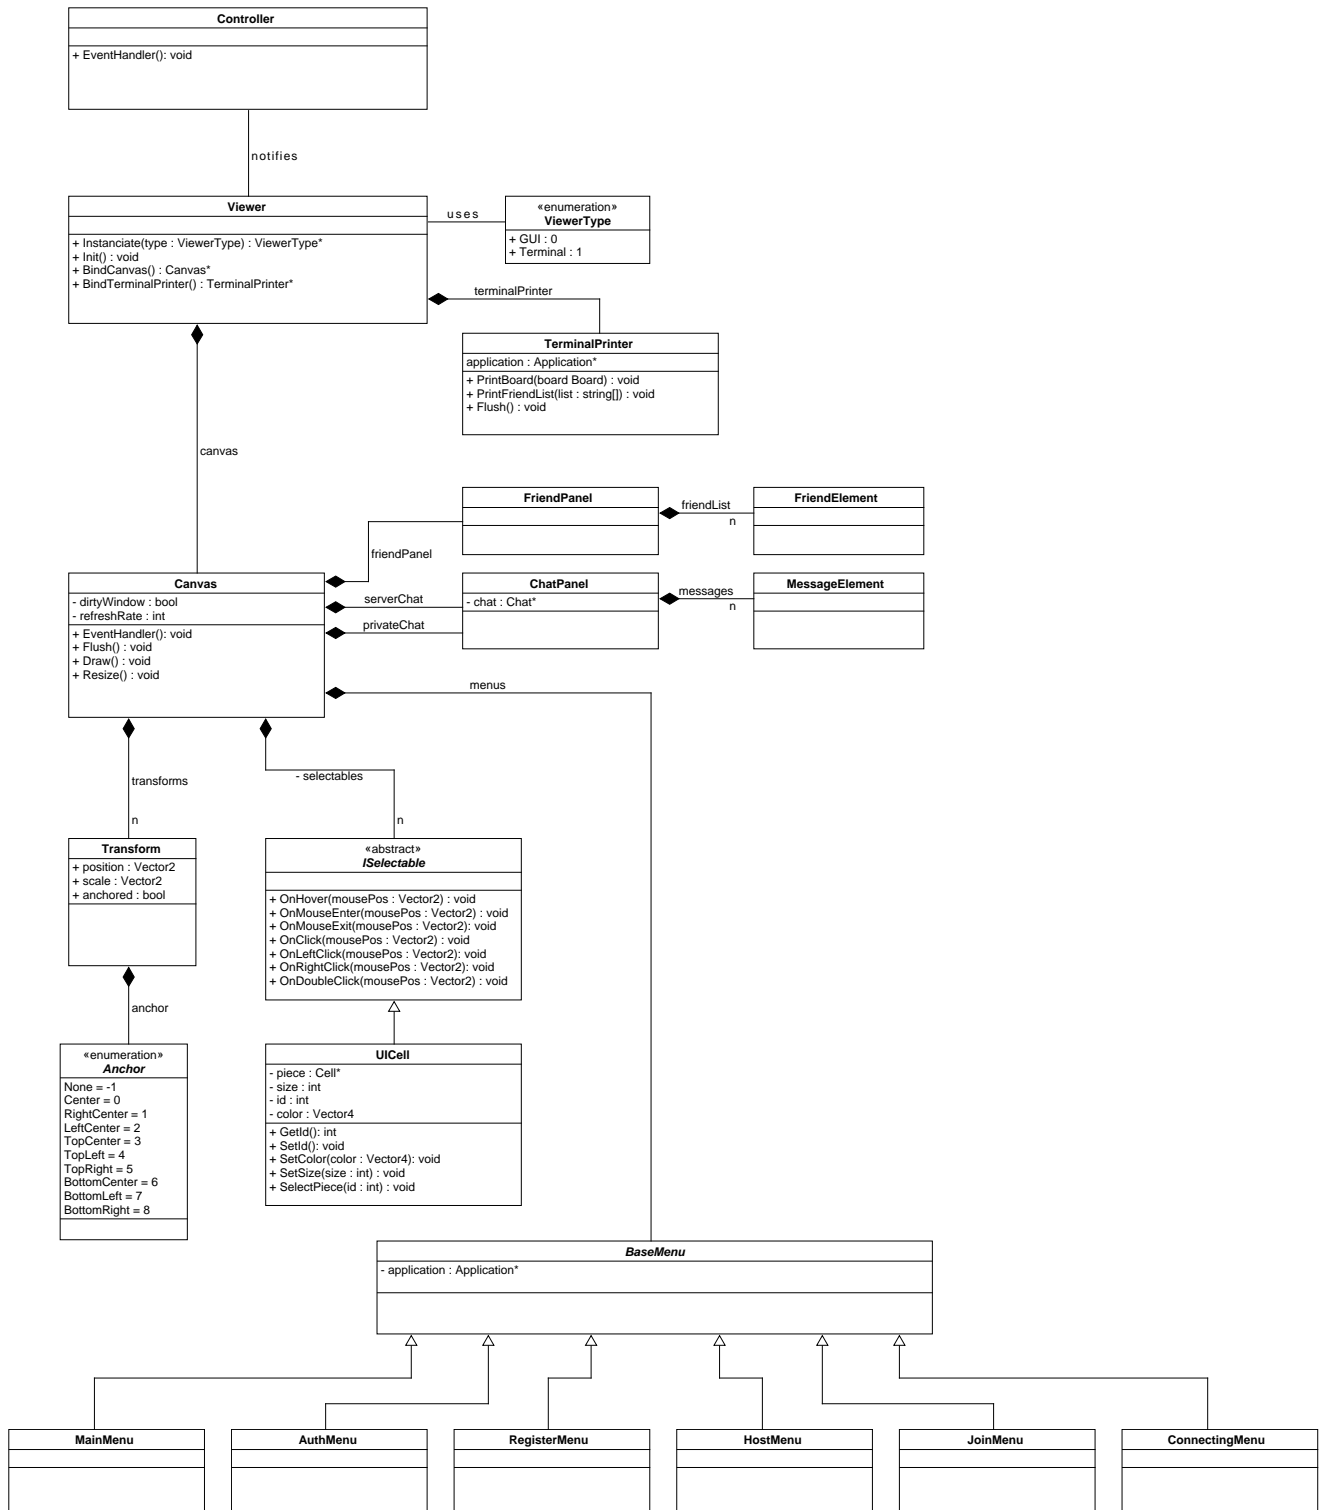 Controller
+ EventHandler(): void
notifies
Viewer
+ Instanciate(type : ViewerType) : ViewerType*
+ Init() : void
+ BindCanvas() : Canvas*
+ BindTerminalPrinter() : TerminalPrinter*
uses
«enumeration»
ViewerType
+ GUI : 0
+ Terminal : 1
terminalPrinter
TerminalPrinter
application : Application*
+ PrintBoard(board Board) : void
+ PrintFriendList(list : string[]) : void
+ Flush() : void
canvas
FriendPanel
friendList
n
FriendElement
friendPanel
Canvas
- dirtyWindow : bool
- refreshRate : int
+ EventHandler(): void
+ Flush() : void
+ Draw() : void
+ Resize() : void
serverChat
privateChat
ChatPanel
- chat : Chat*
messages
n
MessageElement
menus
transforms
n
- selectables
n
Transform
+ position : Vector2
+ scale : Vector2
+ anchored : bool
«abstract»
ISelectable
+ OnHover(mousePos : Vector2) : void
+ OnMouseEnter(mousePos : Vector2) : void
+ OnMouseExit(mousePos : Vector2): void
+ OnClick(mousePos : Vector2) : void
+ OnLeftClick(mousePos : Vector2): void
+ OnRightClick(mousePos : Vector2): void
+ OnDoubleClick(mousePos : Vector2) : void
anchor
«enumeration»
Anchor
None = -1
Center = 0
RightCenter = 1
LeftCenter = 2
TopCenter = 3
TopLeft = 4
TopRight = 5
BottomCenter = 6
BottomLeft = 7
BottomRight = 8
UICell
- piece : Cell*
- size : int
- id : int
- color : Vector4
+ GetId(): int
+ SetId(): void
+ SetColor(color : Vector4): void
+ SetSize(size : int) : void
+ SelectPiece(id : int) : void
BaseMenu
- application : Application*
MainMenu
AuthMenu
RegisterMenu
HostMenu
JoinMenu
ConnectingMenu